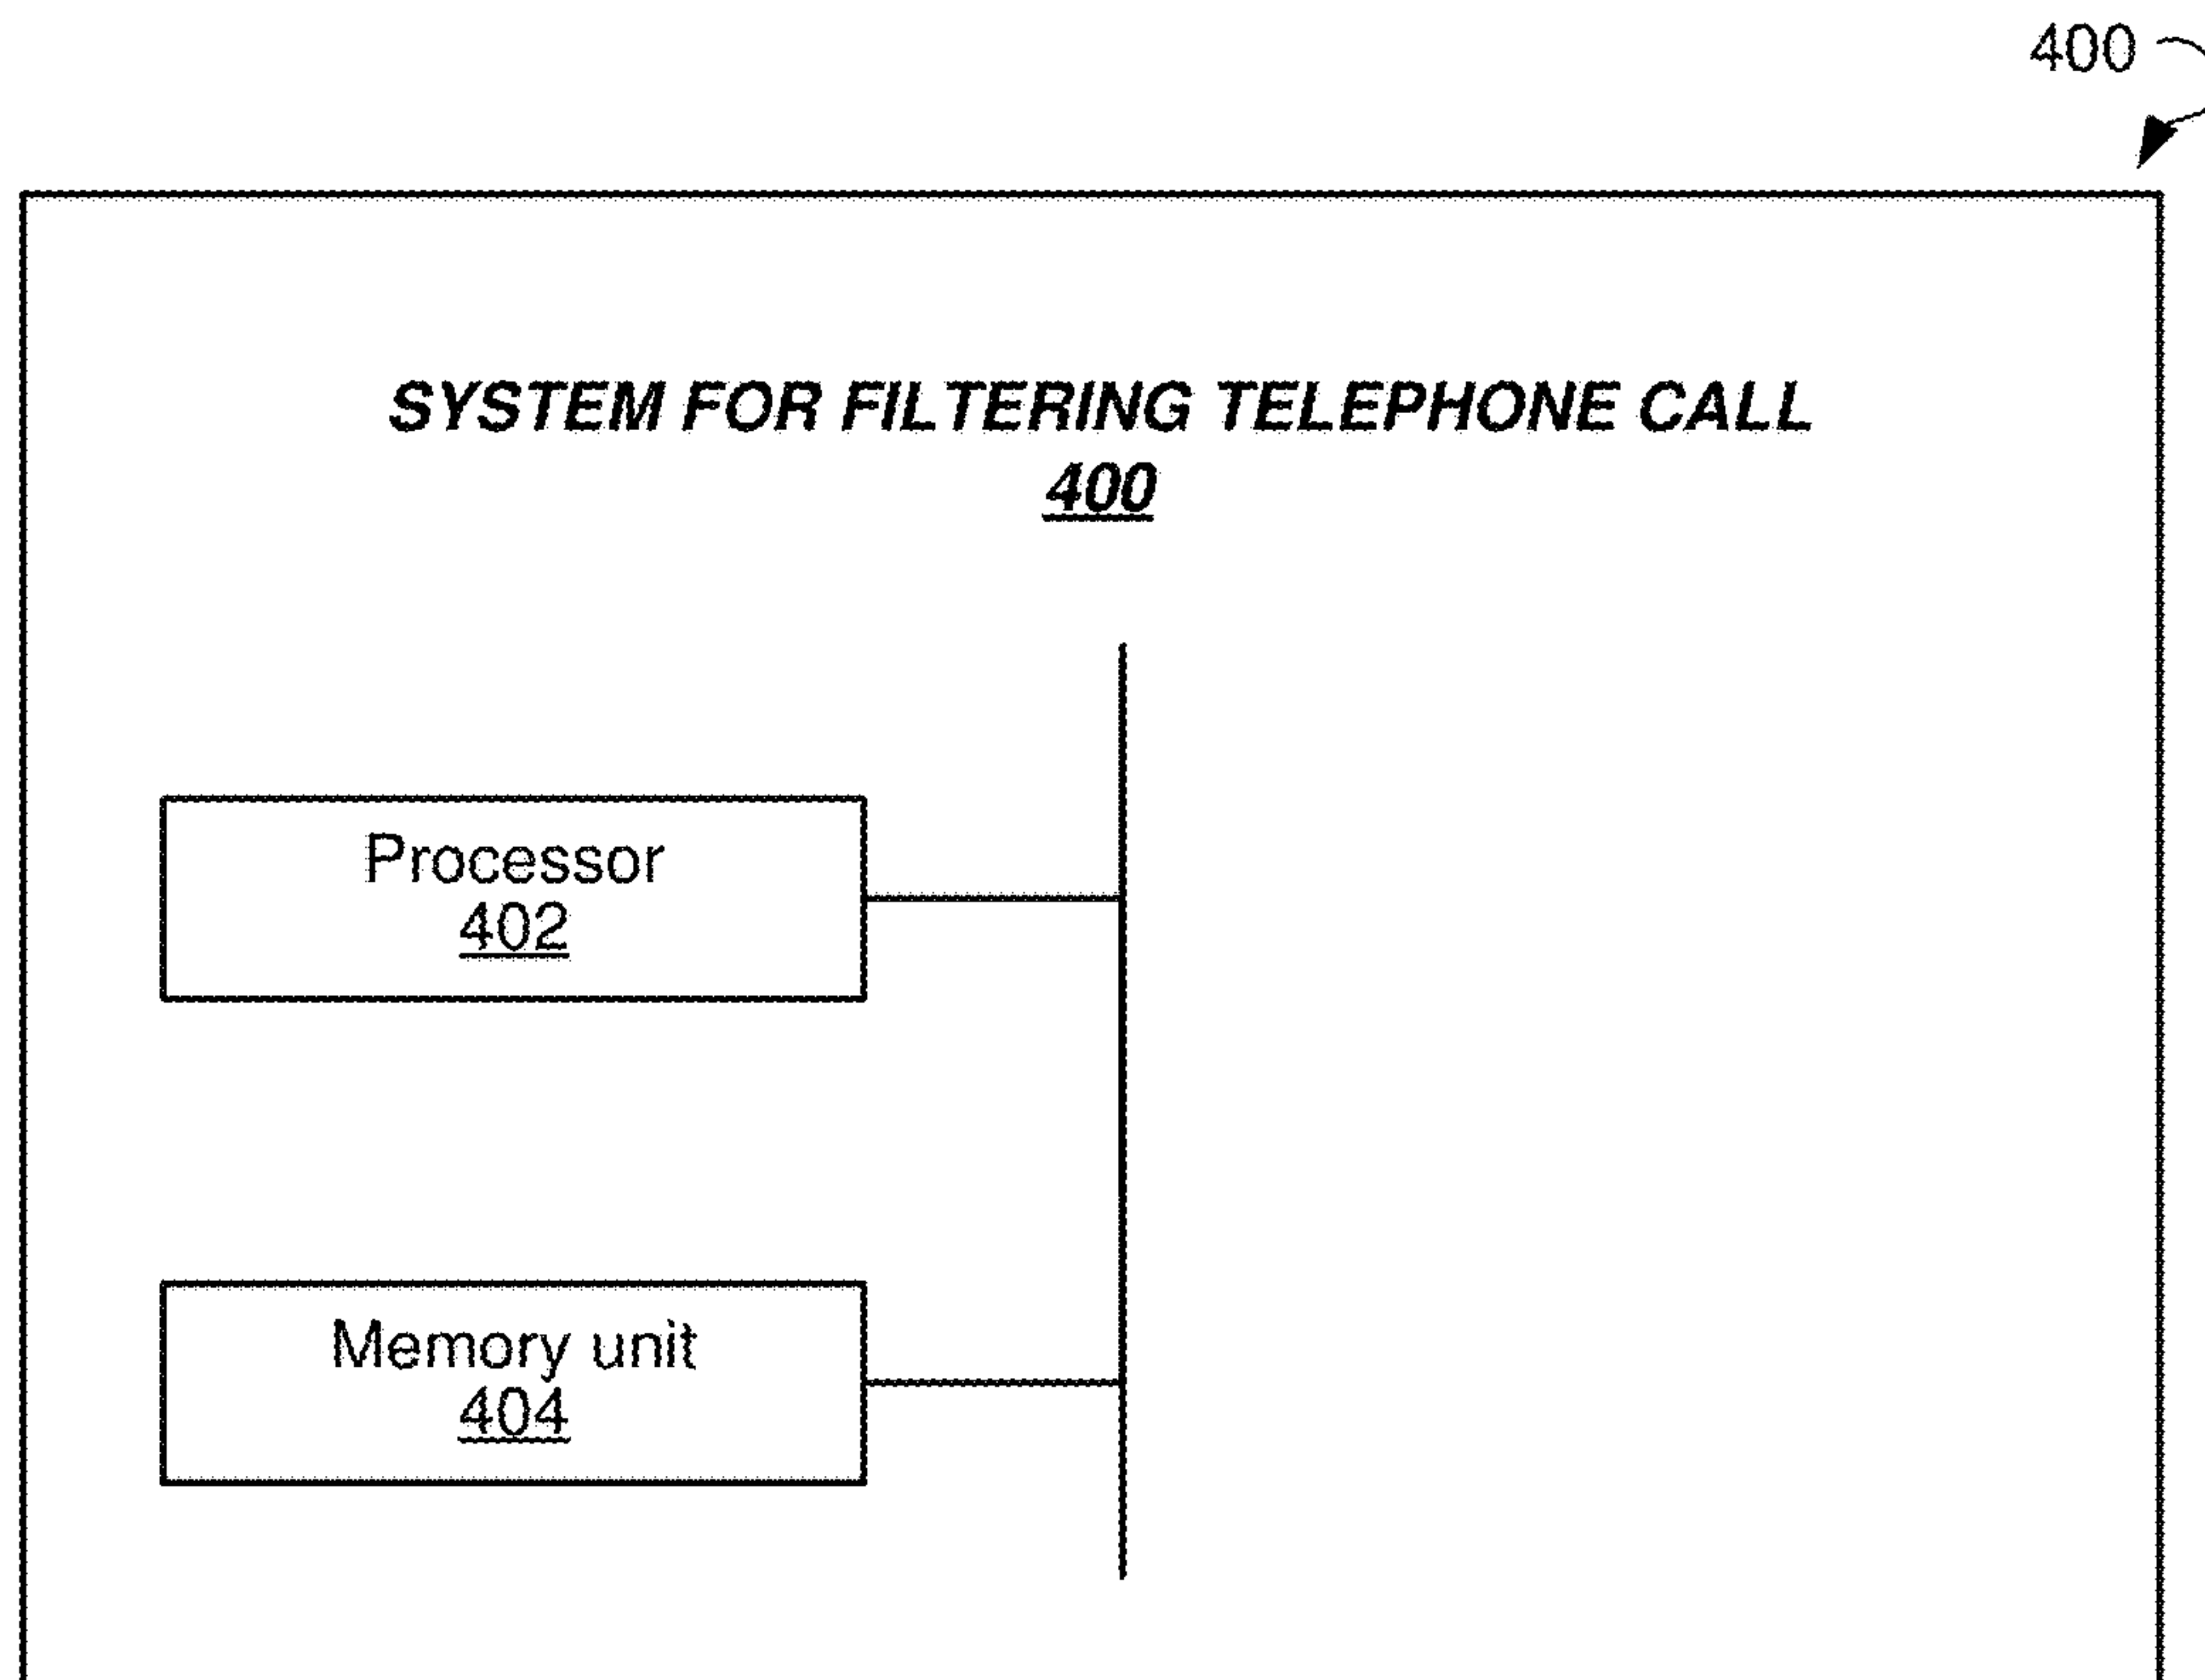 400
SYSTEM FOR FILTERING TELEPHONE CALL
400
Processor
402
Memory unit
404